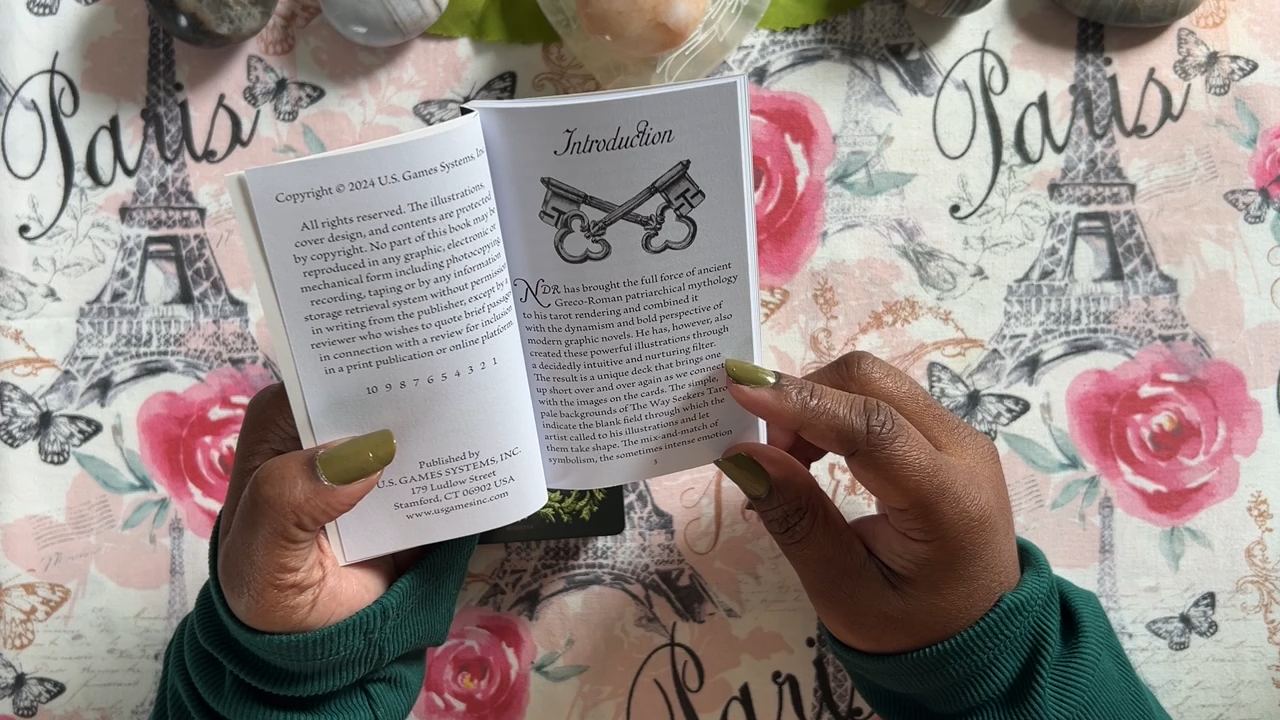 Paris
Paris
Copyright © 2024 U.S. Games Systems, Inc.
All rights reserved. The illustrations,
cover design, and contents are protected
by copyright. No part of this book may be
reproduced in any graphic, electronic or
mechanical form including photocopying
recording, taping or by any information
storage retrieval system without permission
in writing from the publisher, except by a
reviewer who wishes to quote brief passages
in connection with a review for inclusion
in a print publication or online platform.
10 9 8 7 6 5 4 3 2 1
Published by
U.S. GAMES SYSTEMS, INC.
179 Ludlow Street
Stamford, CT 06902 USA
www.usgamesinc.com
Introduction
NDR has brought the full force of ancient
Greco-Roman patriarchical mythology
to his tarot rendering and combined it
with the dynamism and bold perspective of
modern graphic novels. He has, however, also
created these powerful illustrations through
a decidedly intuitive and nurturing filter.
The result is a unique deck that brings one
up short over and over again as we connect
with the images on the cards. The simple,
pale backgrounds of The Way Seekers Tarot
indicate the blank field through which the
artist called to his illustrations and let
them take shape. The mix-and-match of
symbolism, the sometimes intense emotion
Paris